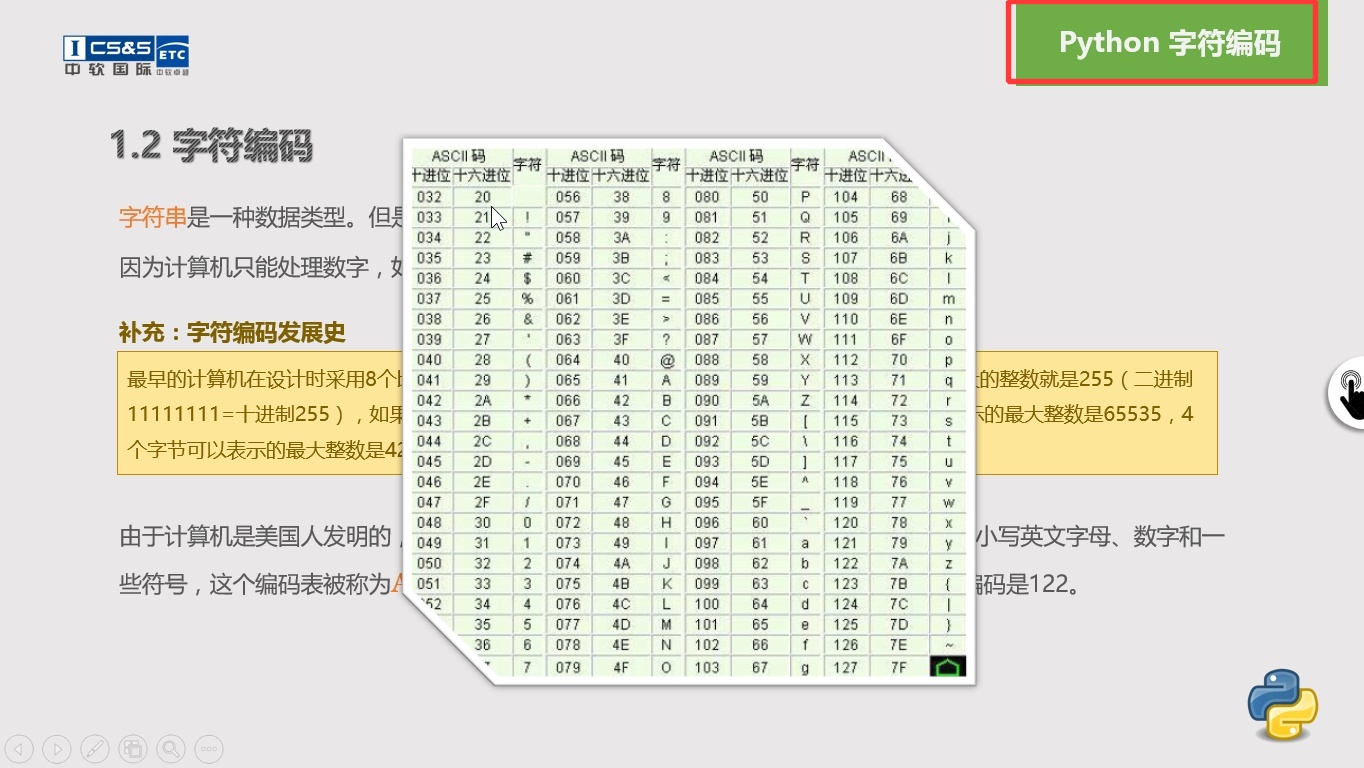 CS&S ETC
中软国际 中软卓越
Python 字符编码
1.2 字符编码
字符串是一种数据类型。但是
因为计算机只能处理数字，如
补充：字符编码发展史
最早的计算机在设计时采用8个 的整数就是255（二进制
11111111=十进制255），如果 示的最大整数是65535，4
个字节可以表示的最大整数是42
由于计算机是美国人发明的， 小写英文字母、数字和一
些符号，这个编码表被称为A 编码是122。
ASCII 码 字符 ASCII 码 字符 ASCII 码 字符 ASCII
十进位 十六进位 十进位 十六进位 十进位 十六进位 十进位 十六进
032 20 056 38 8 080 50 P 104 68
033 21 ! 057 39 9 081 51 Q 105 69
034 22 " 058 3A : 082 52 R 106 6A j
035 23 # 059 3B ; 083 53 S 107 6B k
036 24 $ 060 3C < 084 54 T 108 6C l
037 25 % 061 3D = 085 55 U 109 6D m
038 26 & 062 3E > 086 56 V 110 6E n
039 27 ' 063 3F ? 087 57 W 111 6F o
040 28 ( 064 40 @ 088 58 X 112 70 p
041 29 ) 065 41 A 089 59 Y 113 71 q
042 2A * 066 42 B 090 5A Z 114 72 r
043 2B + 067 43 C 091 5B [ 115 73 s
044 2C , 068 44 D 092 5C \ 116 74 t
045 2D - 069 45 E 093 5D ] 117 75 u
046 2E . 070 46 F 094 5E ^ 118 76 v
047 2F / 071 47 G 095 5F _ 119 77 w
048 30 0 072 48 H 096 60 ` 120 78 x
049 31 1 073 49 I 097 61 a 121 79 y
050 32 2 074 4A J 098 62 b 122 7A z
051 33 3 075 4B K 099 63 c 123 7B {
52 34 4 076 4C L 100 64 d 124 7C |
35 5 077 4D M 101 65 e 125 7D }
36 6 078 4E N 102 66 f 126 7E ~
7 7 079 4F O 103 67 g 127 7F